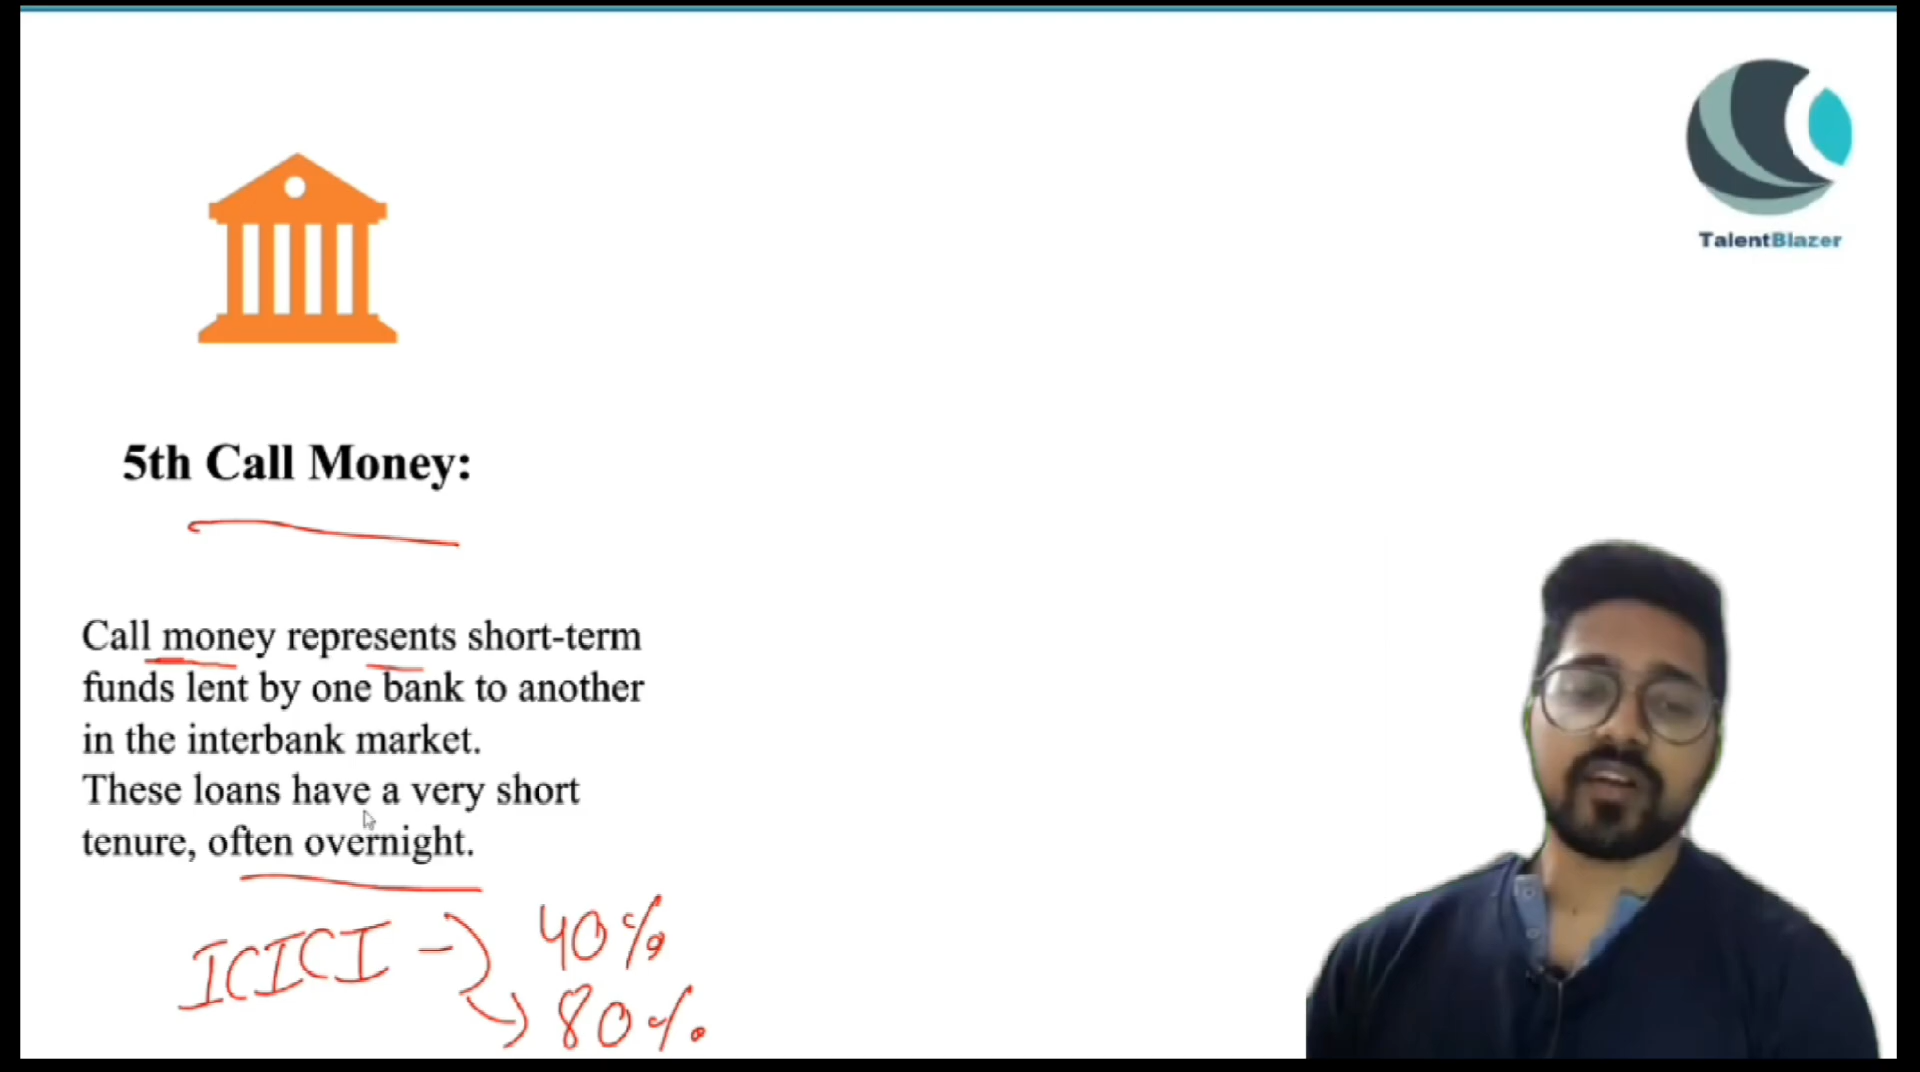 TalentBlazer
5th Call Money:
Call money represents short-term
funds lent by one bank to another
in the interbank market.
These loans have a very short
tenure, often overnight.
ICICI - 40%
80%